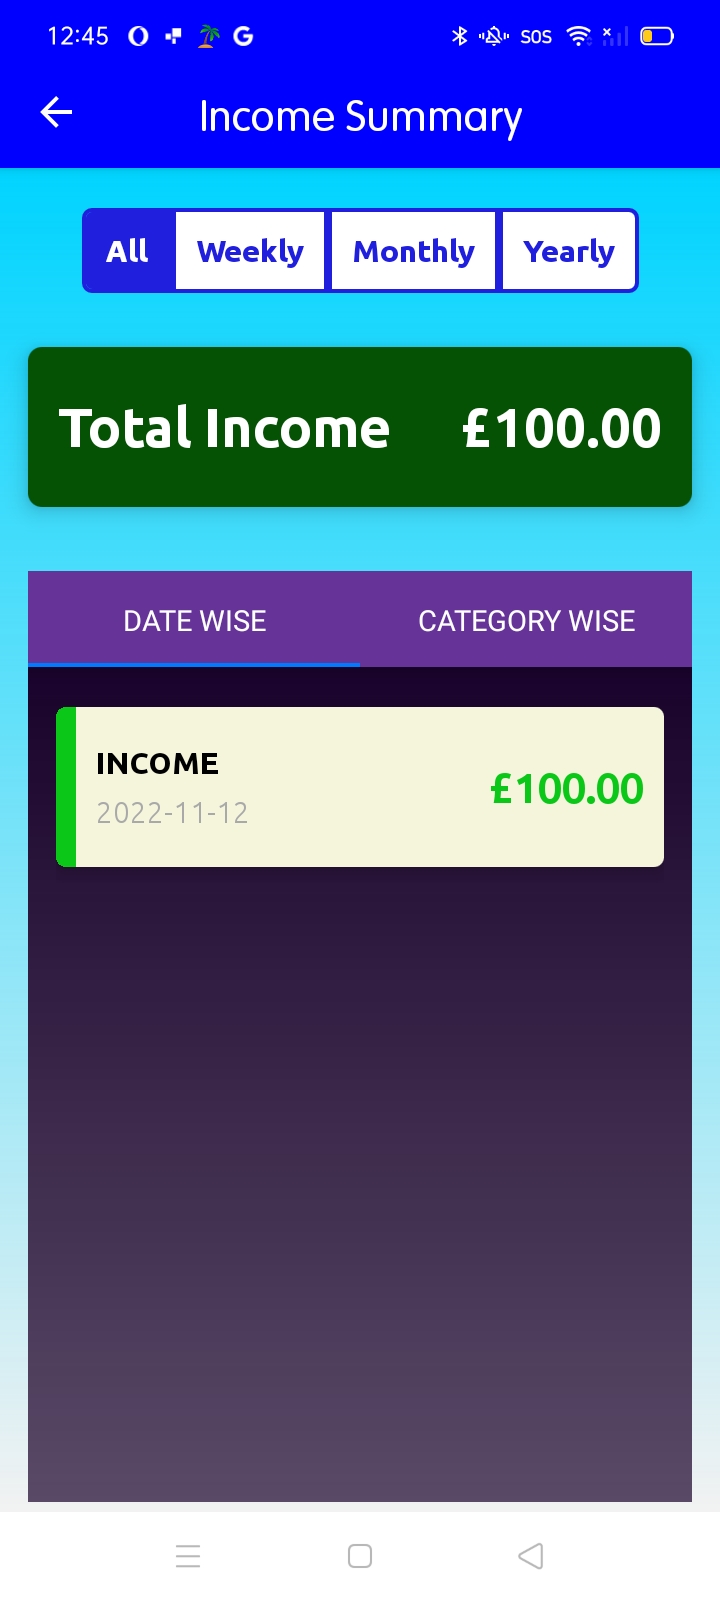 12:45 SOS
Income Summary
All Weekly Monthly Yearly
Total Income £100.00
DATE WISE CATEGORY WISE
INCOME
2022-11-12
£100.00